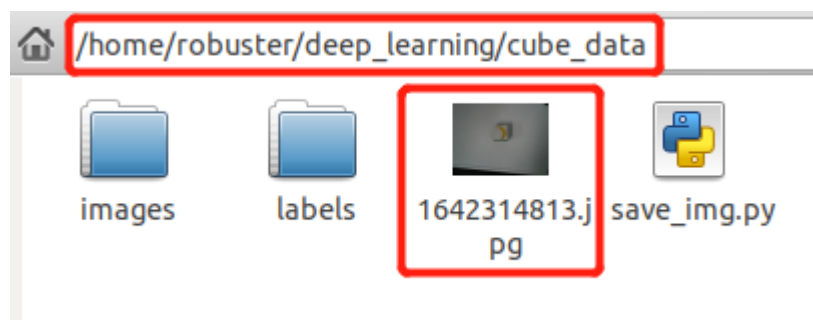 /home/robuster/deep_learning/cube_data
images
labels
1642314813.j
pg
save_img.py